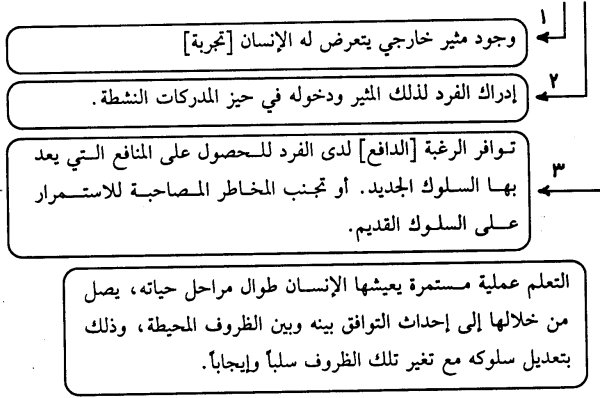 ١
وجود مثير خارجي يتعرض له الإنسان [تجربة]
٢
إدراك الفرد لذلك المثير ودخوله في حيز المدركات النشطة.
٣
توافر الرغبة [الدافع] لدى الفرد للحصول على المنافع التي يعد
بها السلوك الجديد. أو تجنب المخاطر المصاحبة للاستمرار
على السلوك القديم.
التعلم عملية مستمرة يعيشها الإنسان طوال مراحل حياته، يصل
من خلالها إلى إحداث التوافق بينه وبين الظروف المحيطة، وذلك
بتعديل سلوكه مع تغير تلك الظروف سلباً وإيجاباً.